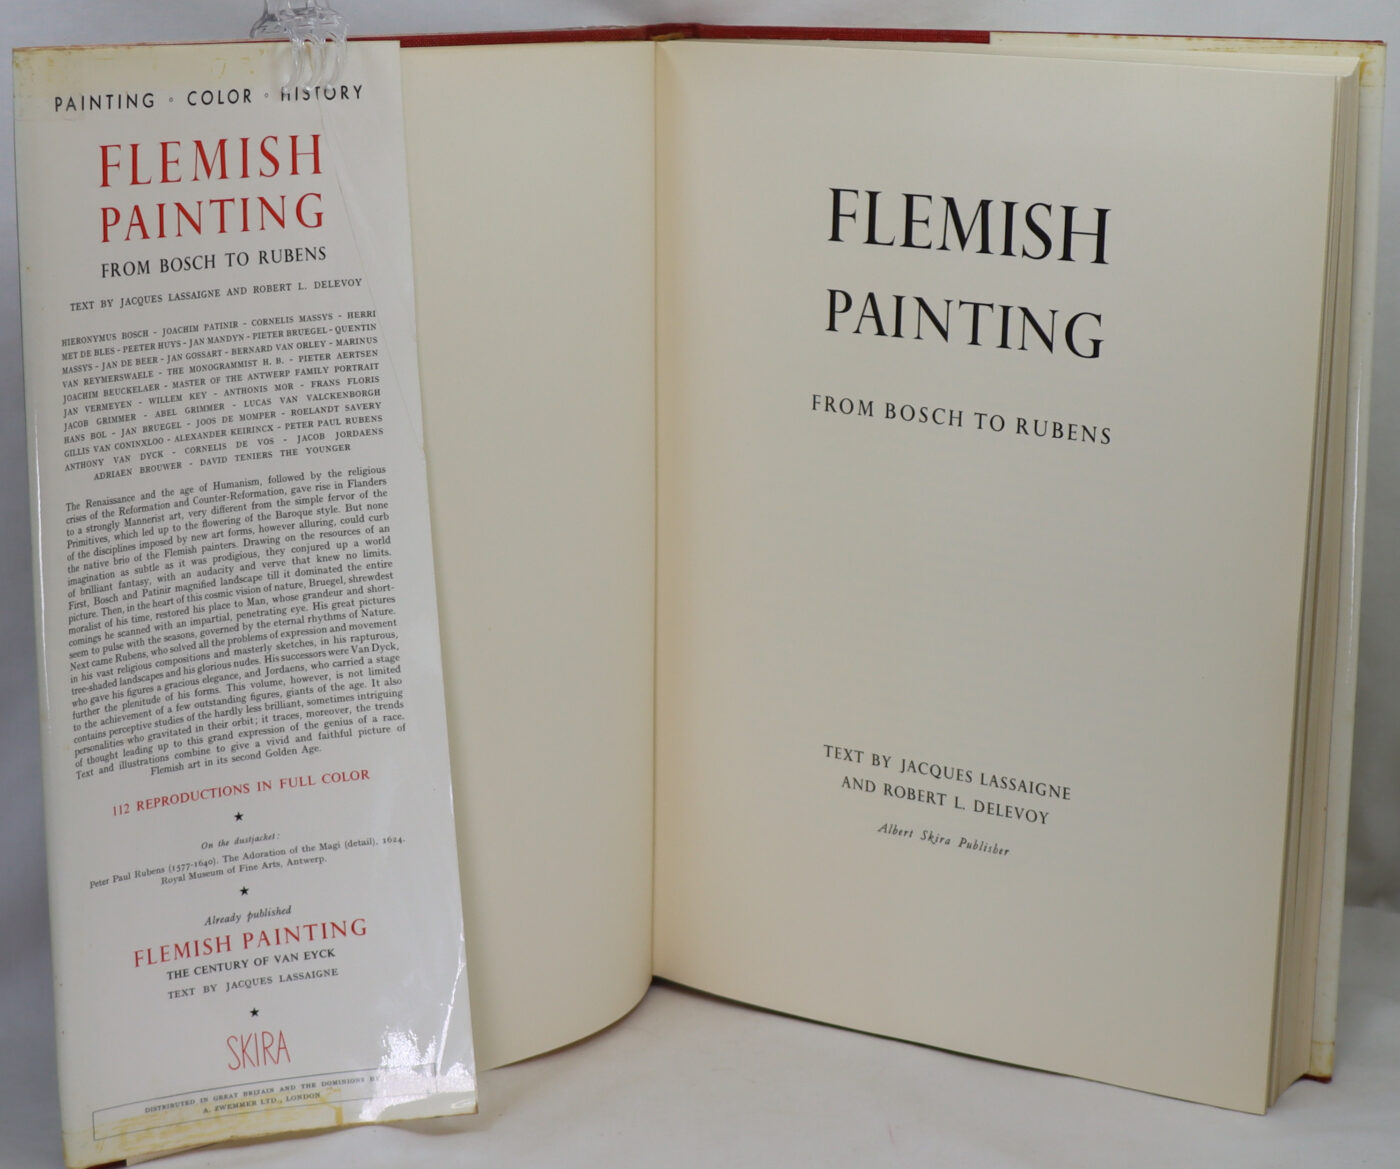 PAINTING ◦ COLOR ◦ HISTORY
FLEMISH
PAINTING
FROM BOSCH TO RUBENS
TEXT BY JACQUES LASSAIGNE AND ROBERT L. DELEVOY
HIERONYMUS BOSCH - JOACHIM PATINIR - CORNELIS MASSYS - HERRI
MET DE BLES - PEETER HUYS - JAN MANDYN - PIETER BRUEGEL - QUENTIN
MASSYS - JAN DE BEER - JAN GOSSART - BERNARD VAN ORLEY - MARINUS
VAN REYMERSWAELE - THE MONOGRAMMIST H. B. - PIETER AERTSEN
JOACHIM BEUCKELAER - MASTER OF THE ANTWERP FAMILY PORTRAIT
JAN VERMEYEN - WILLEM KEY - ANTHONIS MOR - FRANS FLORIS
JACOB GRIMMER - ABEL GRIMMER - LUCAS VAN VALCKENBORGH
HANS BOL - JAN BRUEGEL - JOOS DE MOMPER - ROELANDT SAVERY
GILLIS VAN CONINXLOO - ALEXANDER KEIRINCX - PETER PAUL RUBENS
ANTHONY VAN DYCK - CORNELIS DE VOS - JACOB JORDAENS
ADRIAEN BROUWER - DAVID TENIERS THE YOUNGER
The Renaissance and the age of Humanism, followed by the religious
crises of the Reformation and Counter-Reformation, gave rise in Flanders
to a strongly Mannerist art, very different from the simple fervor of the
Primitives, which led up to the flowering of the Baroque style. But none
of the disciplines imposed by new art forms, however alluring, could curb
the native brio of the Flemish painters. Drawing on the resources of an
imagination as subtle as it was prodigious, they conjured up a world
of brilliant fantasy, with an audacity and verve that knew no limits.
First, Bosch and Patinir magnified landscape till it dominated the entire
picture. Then, in the heart of this cosmic vision of nature, Bruegel, shrewdest
moralist of his time, restored his place to Man, whose grandeur and short-
comings he scanned with an impartial, penetrating eye. His great pictures
seem to pulse with the seasons, governed by the eternal rhythms of Nature.
Next came Rubens, who solved all the problems of expression and movement
in his vast religious compositions and masterly sketches, in his rapturous,
tree-shaded landscapes and his glorious nudes. His successors were Van Dyck,
who gave his figures a gracious elegance, and Jordaens, who carried a stage
further the plenitude of his forms. This volume, however, is not limited
to the achievement of a few outstanding figures, giants of the age. It also
contains perceptive studies of the hardly less brilliant, sometimes intriguing
personalities who gravitated in their orbit; it traces, moreover, the trends
of thought leading up to this grand expression of the genius of a race.
Text and illustrations combine to give a vivid and faithful picture of
Flemish art in its second Golden Age.
112 REPRODUCTIONS IN FULL COLOR
★
On the dustjacket:
Peter Paul Rubens (1577-1640). The Adoration of the Magi (detail), 1624.
Royal Museum of Fine Arts, Antwerp.
★
Already published
FLEMISH PAINTING
THE CENTURY OF VAN EYCK
TEXT BY JACQUES LASSAIGNE
★
SKIRA
DISTRIBUTED IN GREAT BRITAIN AND THE DOMINIONS BY
A. ZWEMMER LTD., LONDON
FLEMISH
PAINTING
FROM BOSCH TO RUBENS
TEXT BY JACQUES LASSAIGNE
AND ROBERT L. DELEVOY
Albert Skira Publisher